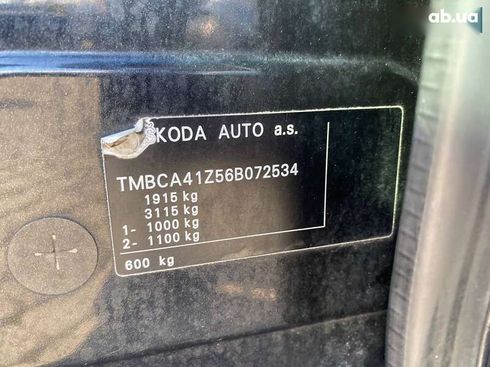 ab.ua
KODA AUTO a.s.
TMBCA41Z56B072534
1915 kg
3115 kg
1- 1000 kg
2- 1100 kg
600 kg